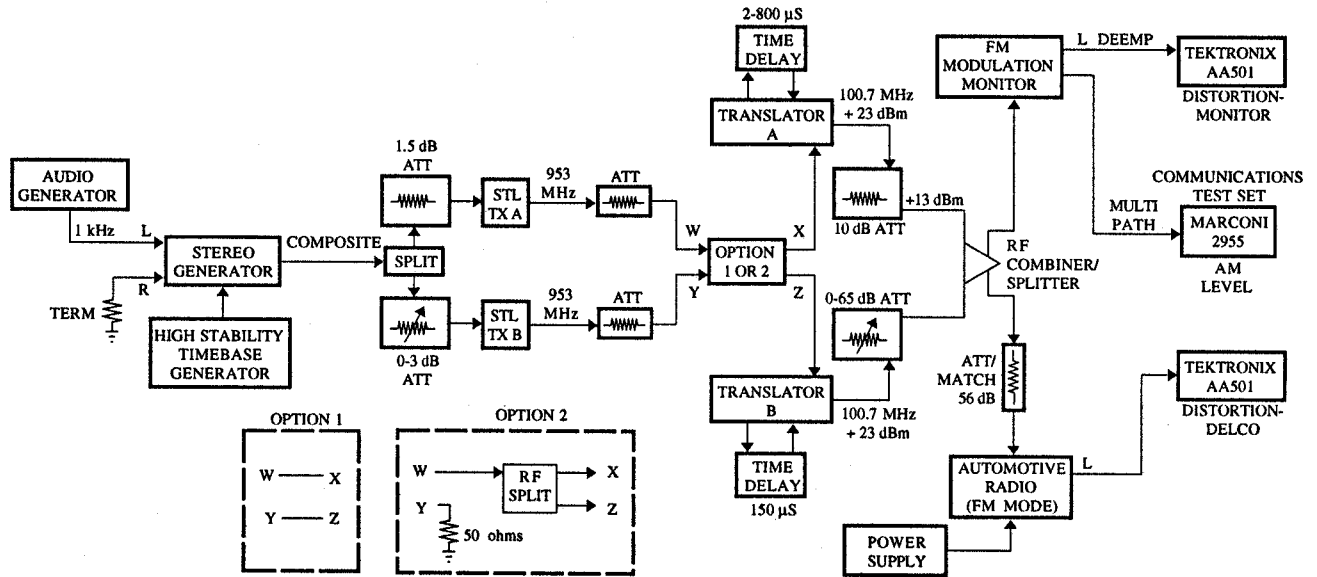 AUDIO
GENERATOR
1 kHz
L
R
TERM
STEREO
GENERATOR
HIGH STABILITY
TIMEBASE
GENERATOR
COMPOSITE
1.5 dB
ATT
SPLIT
0-3 dB
ATT
STL
TX A
953
MHz
ATT
STL
TX B
953
MHz
ATT
W
Y
OPTION
1 OR 2
X
Z
2-800 µS
TIME
DELAY
TRANSLATOR
A
100.7 MHz
+ 23 dBm
10 dB ATT
+13 dBm
0-65 dB ATT
TRANSLATOR
B
100.7 MHz
+ 23 dBm
TIME
DELAY
150 µS
RF
COMBINER/
SPLITTER
FM
MODULATION
MONITOR
L DEEMP
TEKTRONIX
AA501
DISTORTION-
MONITOR
MULTI
PATH
COMMUNICATIONS
TEST SET
MARCONI
2955
AM
LEVEL
ATT/
MATCH
56 dB
AUTOMOTIVE
RADIO
(FM MODE)
L
TEKTRONIX
AA501
DISTORTION-
DELCO
POWER
SUPPLY
OPTION 1
W X
Y Z
OPTION 2
W
RF
SPLIT
X
Y
Z
50 ohms